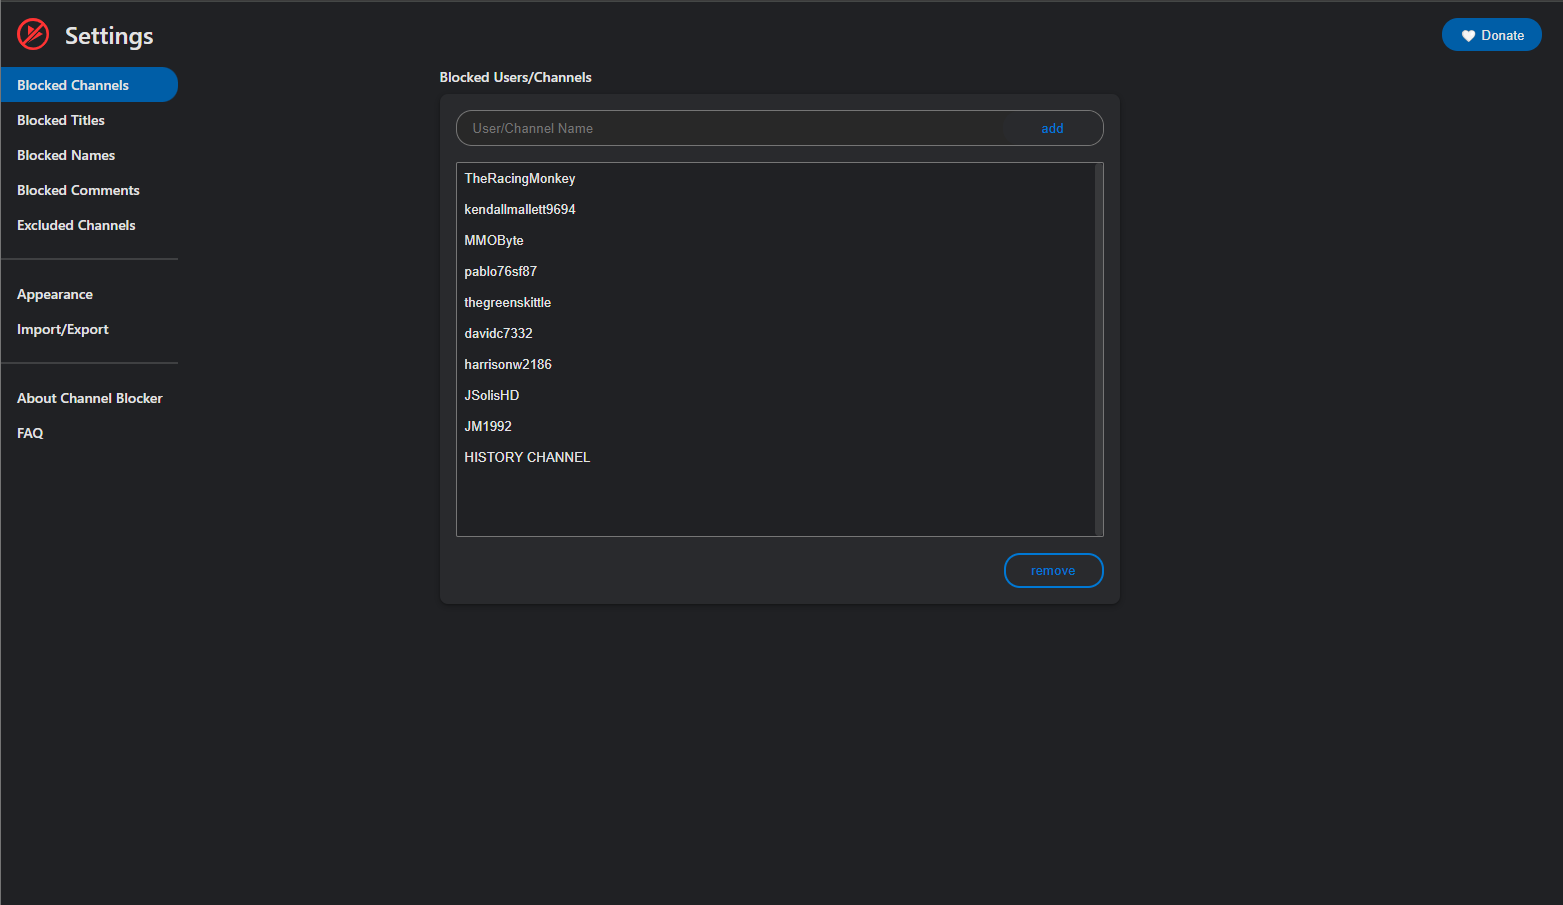 Settings
Donate
Blocked Channels
Blocked Titles
Blocked Names
Blocked Comments
Excluded Channels
Appearance
Import/Export
About Channel Blocker
FAQ
Blocked Users/Channels
User/Channel Name
add
TheRacingMonkey
kendallmallett9694
MMOByte
pablo76sf87
thegreenskittle
davidc7332
harrisonw2186
JSolisHD
JM1992
HISTORY CHANNEL
remove